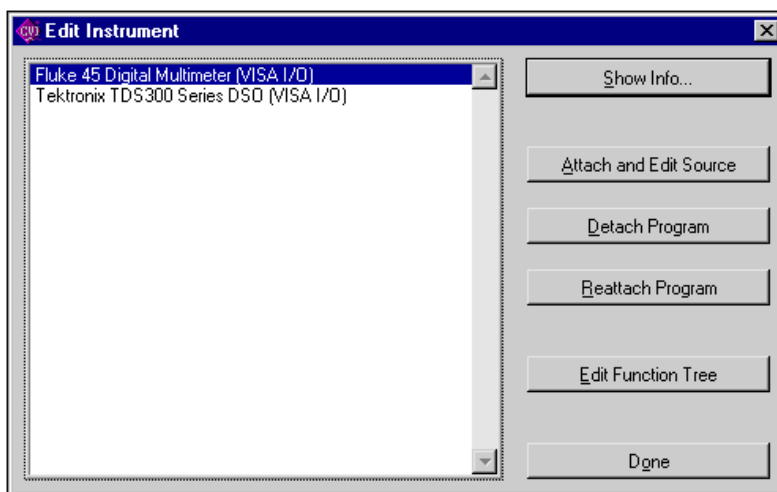 CVI Edit Instrument
Fluke 45 Digital Multimeter (VISA I/O)
Tektronix TDS300 Series DSO (VISA I/O)
Show Info...
Attach and Edit Source
Detach Program
Reattach Program
Edit Function Tree
Done